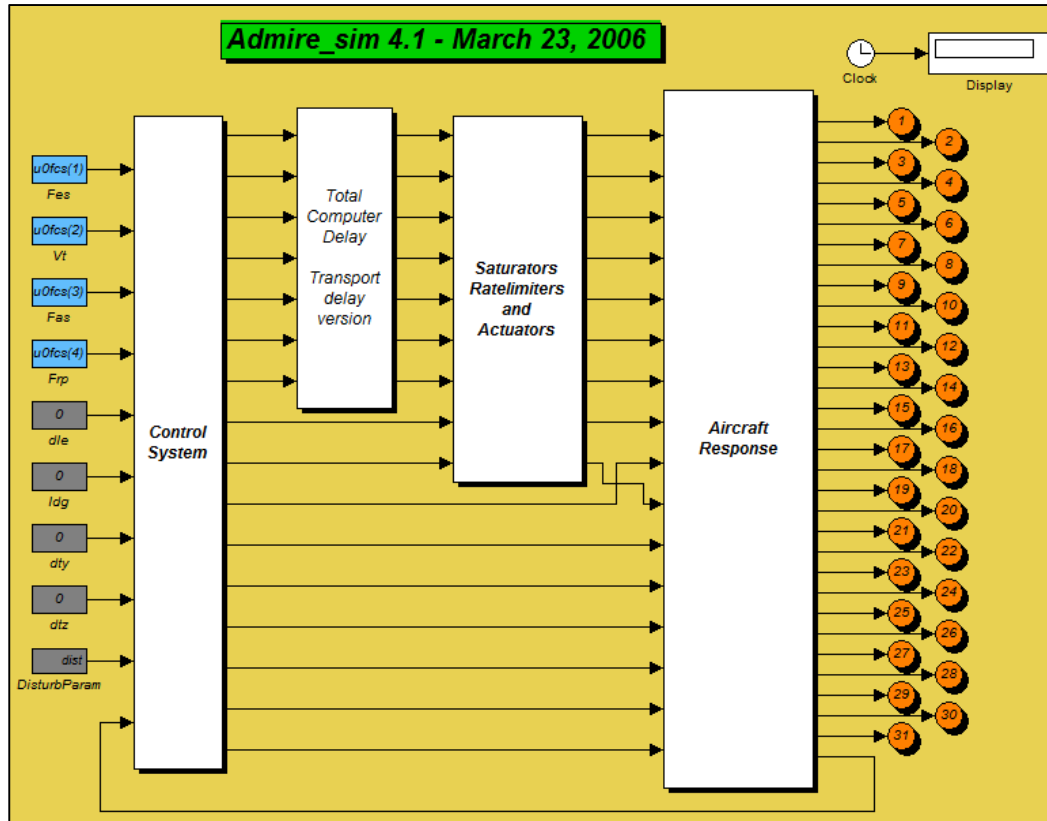 Admire_sim 4.1 - March 23, 2006
Clock
Display
u0fcs(1)
Fes
u0fcs(2)
Vt
u0fcs(3)
Fas
u0fcs(4)
Frp
0
dle
0
ldg
0
dty
0
dtz
dist
DisturbParam
Control
System
Total
Computer
Delay
Transport
delay
version
Saturators
Ratelimiters
and
Actuators
Aircraft
Response
1
2
3
4
5
6
7
8
9
10
11
12
13
14
15
16
17
18
19
20
21
22
23
24
25
26
27
28
29
30
31